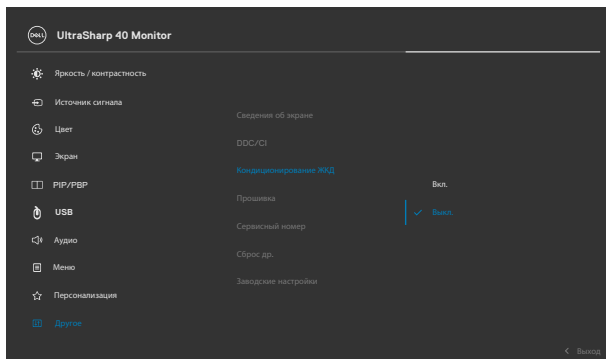 DELL UltraSharp 40 Monitor
Яркость / контрастность
Источник сигнала
Цвет
Экран
PIP/PBP
USB
Аудио
Меню
Персонализация
Другое
Сведения об экране
DDC/CI
Кондиционирование ЖКД
Прошивка
Сервисный номер
Сброс др.
Заводские настройки
Вкл.
Выкл.
Выход